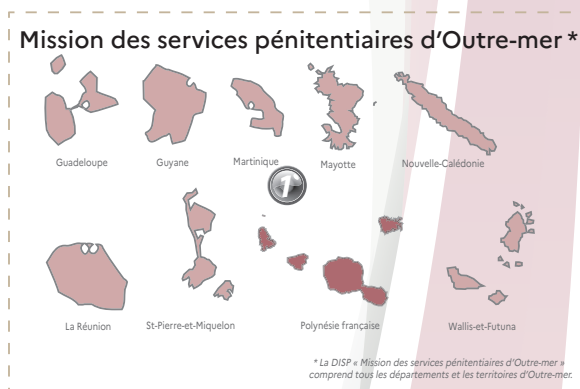 Mission des services pénitentiaires d'Outre-mer *
Guadeloupe
Guyane
Martinique
Mayotte
Nouvelle-Calédonie
1
La Réunion
St-Pierre-et-Miquelon
Polynésie française
Wallis-et-Futuna
* La DISP « Mission des services pénitentiaires d'Outre-mer »
comprend tous les départements et les territoires d'Outre-mer.